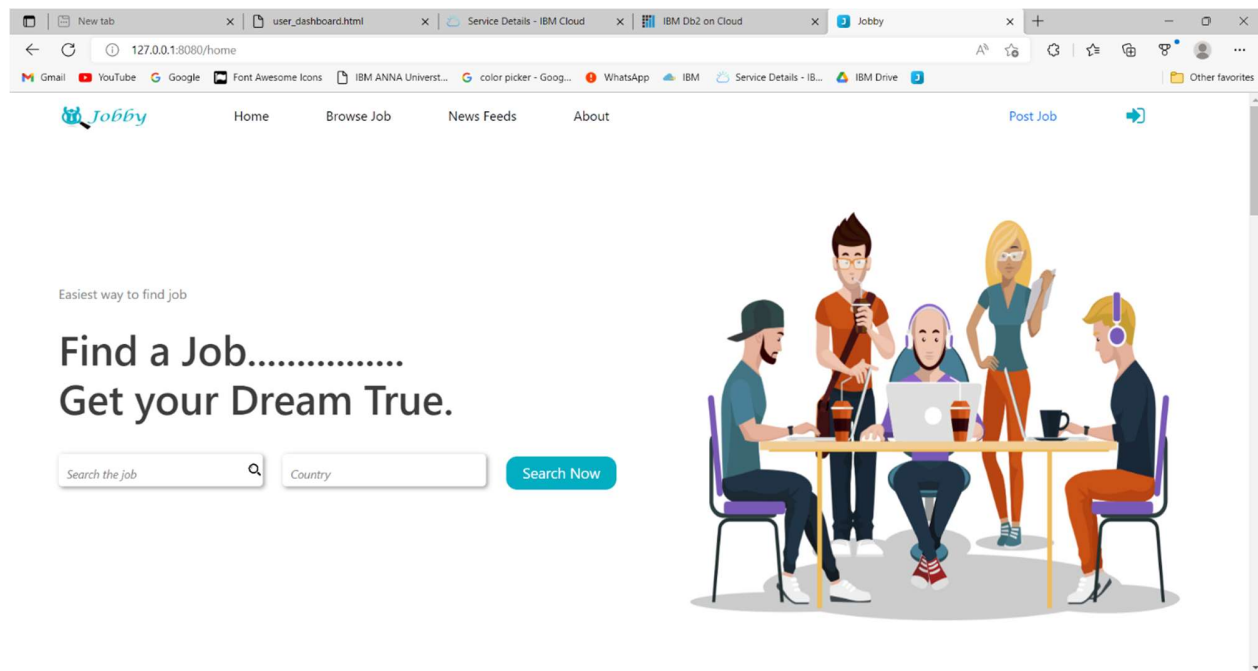 New tab user_dashboard.html Service Details - IBM Cloud IBM Db2 on Cloud Jobby
127.0.0.1:8080/home
Gmail YouTube Google Font Awesome Icons IBM ANNA Universt... color picker - Goog... WhatsApp IBM Service Details - IB... IBM Drive Other favorites
Jobby Home Browse Job News Feeds About Post Job
Easiest way to find job
Find a Job...............
Get your Dream True.
Search the job Country Search Now